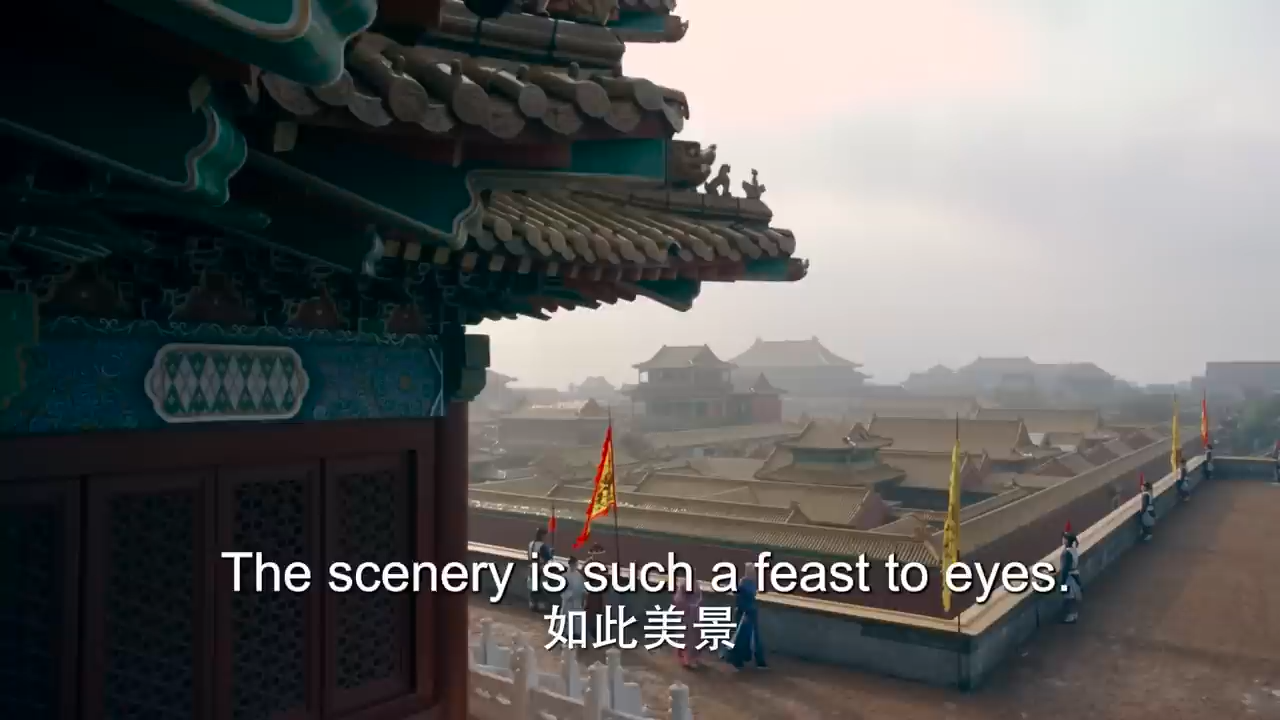 The scenery is such a feast to eyes.
如此美景